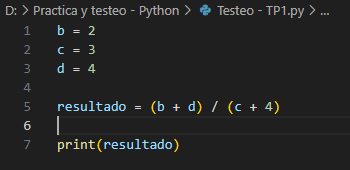 D: > Practica y testeo - Python > Testeo - TP1.py > ...
1 b = 2
2 c = 3
3 d = 4
4
5 resultado = (b + d) / (c + 4)
6
7 print(resultado)